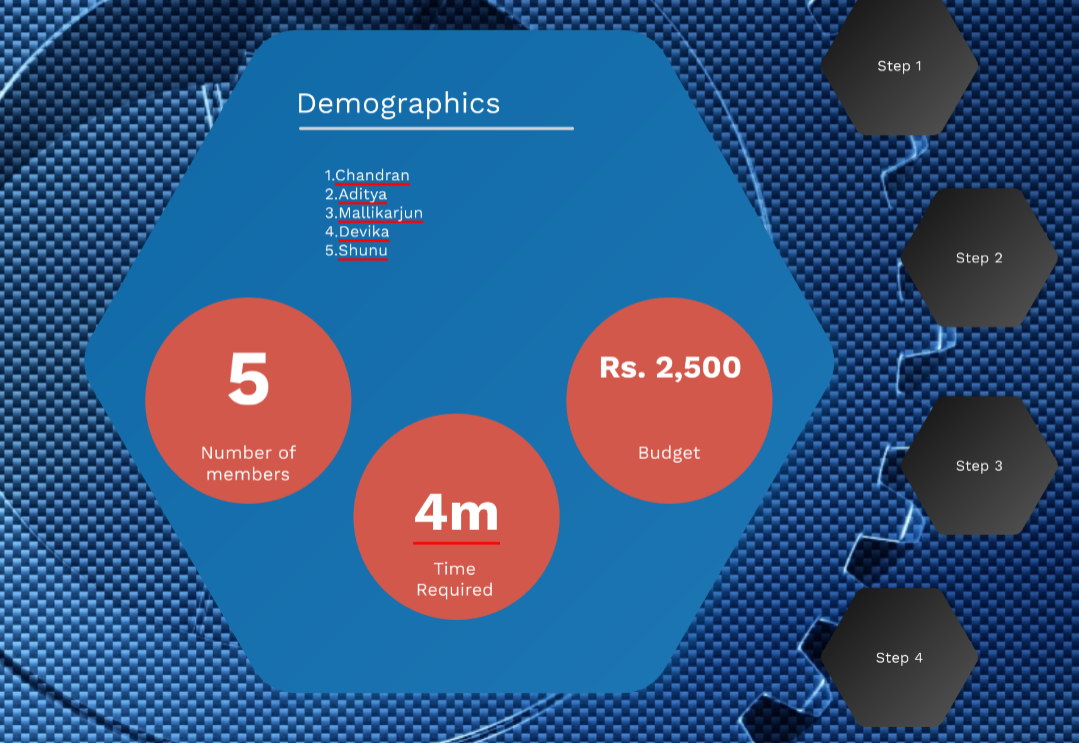 Demographics
1.Chandran
2.Aditya
3.Mallikarjun
4.Devika
5.Shunu
5
Number of
members
4m
Time
Required
Rs. 2,500
Budget
Step 1
Step 2
Step 3
Step 4